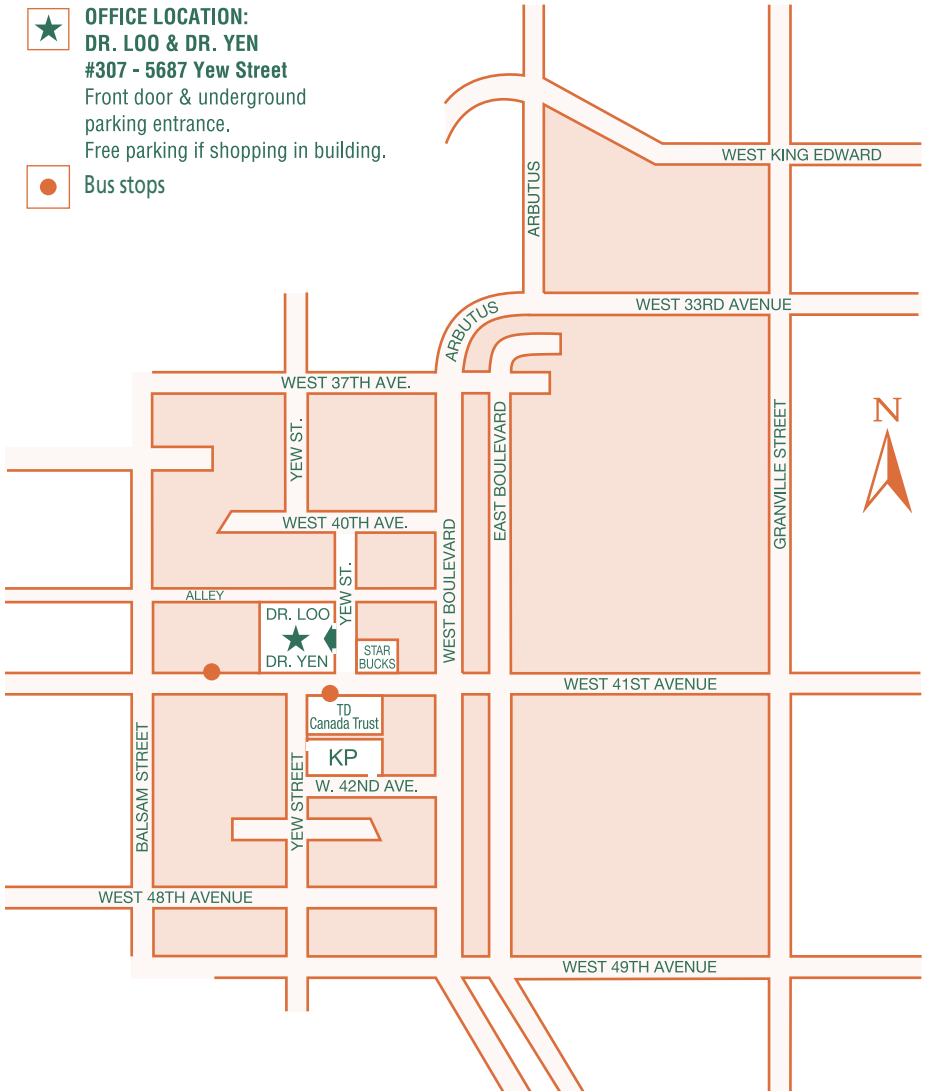 OFFICE LOCATION:
DR. LOO & DR. YEN
#307 - 5687 Yew Street
Front door & underground
parking entrance.
Free parking if shopping in building.
Bus stops
WEST KING EDWARD
ARBUTUS
WEST 33RD AVENUE
ARBUTUS
WEST 37TH AVE.
N
YEW ST.
EAST BOULEVARD
GRANVILLE STREET
WEST 40TH AVE.
WEST BOULEVARD
YEW ST.
ALLEY
DR. LOO
DR. YEN
STAR
BUCKS
WEST 41ST AVENUE
TD
Canada Trust
KP
BALSAM STREET
YEW STREET
W. 42ND AVE.
WEST 48TH AVENUE
WEST 49TH AVENUE